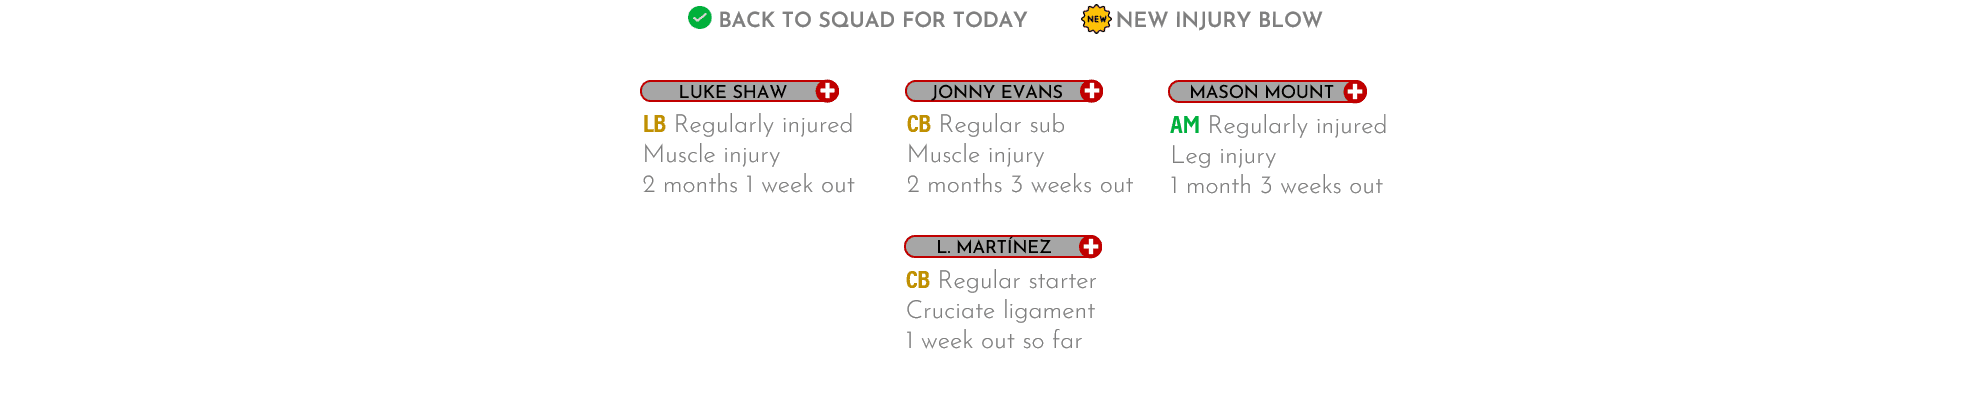 BACK TO SQUAD FOR TODAY
NEW NEW INJURY BLOW
LUKE SHAW
LB Regularly injured
Muscle injury
2 months 1 week out
JONNY EVANS
CB Regular sub
Muscle injury
2 months 3 weeks out
MASON MOUNT
AM Regularly injured
Leg injury
1 month 3 weeks out
L. MARTÍNEZ
CB Regular starter
Cruciate ligament
1 week out so far